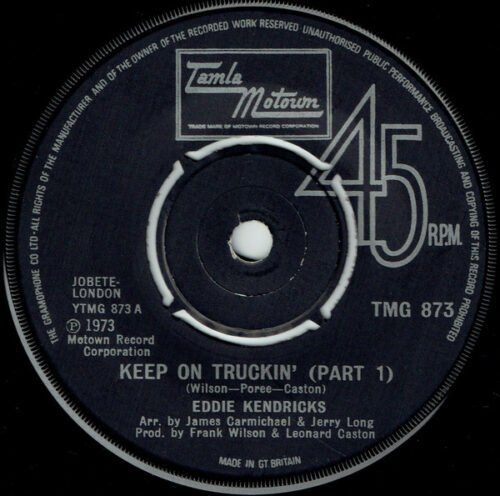 THE GRAMOPHONE CO LTD-ALL RIGHTS OF THE MANUFACTURER AND OF THE OWNER OF THE RECORDED WORK RESERVED UNAUTHORISED PUBLIC PERFORMANCE BROADCASTING AND COPYING OF THIS RECORD PROHIBITED
Tamla
Motown
TRADE MARK OF MOTOWN RECORD CORPORATION
45
R.P.M.
JOBETE-
LONDON
YTMG 873 A
℗ 1973
Motown Record
Corporation
TMG 873
KEEP ON TRUCKIN' (PART 1)
(Wilson—Poree—Caston)
EDDIE KENDRICKS
Arr. by James Carmichael & Jerry Long
Prod. by Frank Wilson & Leonard Caston
MADE IN GT BRITAIN